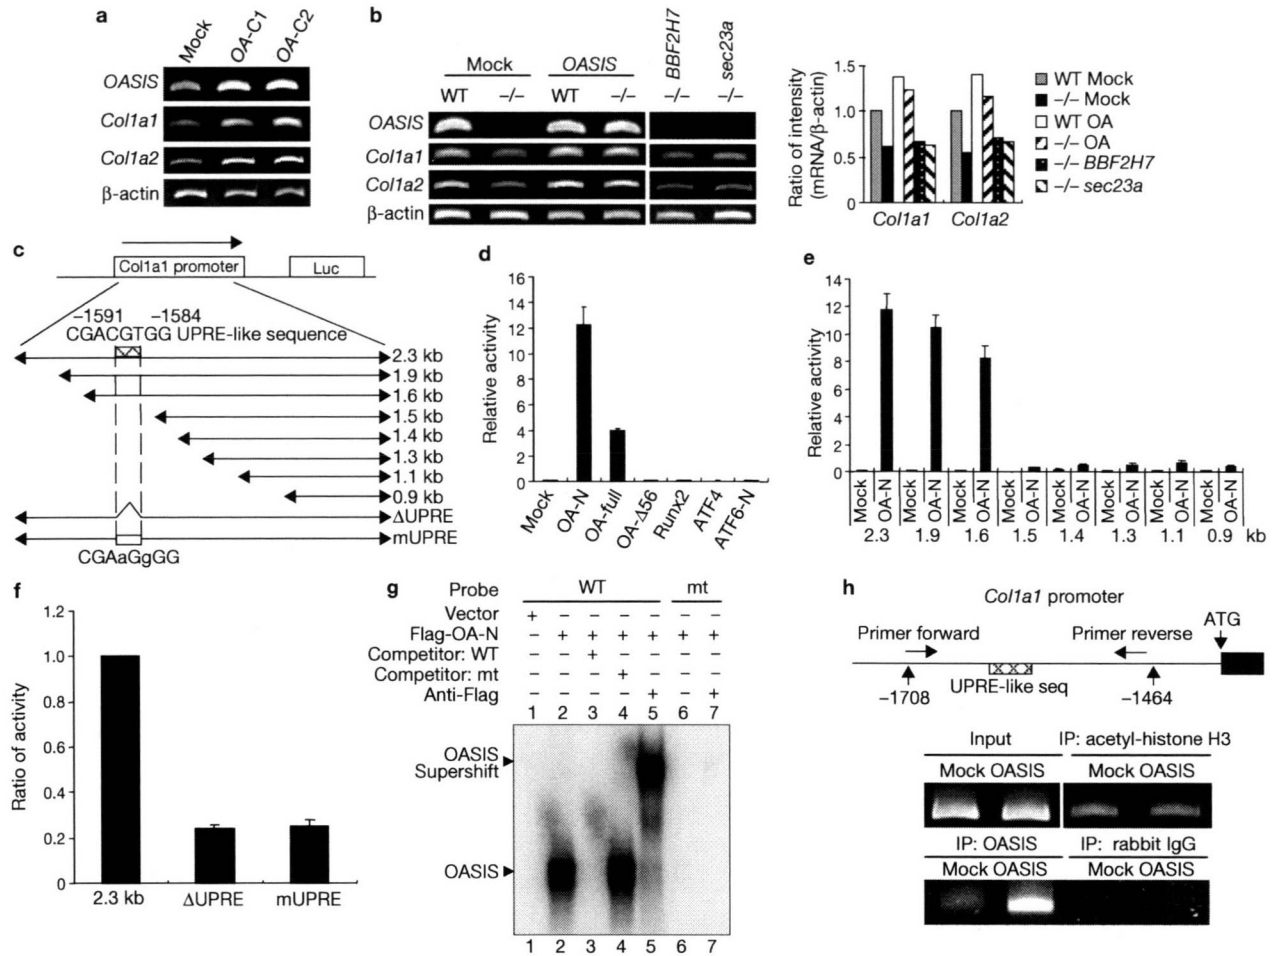 a
Mock
OA-C1
OA-C2
OASIS
Col1a1
Col1a2
β-actin
b
Mock
OASIS
BBF2H7
sec23a
WT
–/–
WT
–/–
–/–
–/–
OASIS
Col1a1
Col1a2
β-actin
Ratio of intensity
(mRNA/β-actin)
1.5
1.0
0.5
0
Col1a1
Col1a2
WT Mock
–/– Mock
WT OA
–/– OA
–/– BBF2H7
–/– sec23a
c
Col1a1 promoter
Luc
–1591
–1584
CGACGTGG UPRE-like sequence
2.3 kb
1.9 kb
1.6 kb
1.5 kb
1.4 kb
1.3 kb
1.1 kb
0.9 kb
ΔUPRE
mUPRE
CGAaGgGG
d
Relative activity
16
14
12
10
8
6
4
2
0
Mock
OA-N
OA-full
OA-Δ56
Runx2
ATF4
ATF6-N
e
Relative activity
14
12
10
8
6
4
2
0
Mock
OA-N
Mock
OA-N
Mock
OA-N
Mock
OA-N
Mock
OA-N
Mock
OA-N
Mock
OA-N
Mock
OA-N
2.3 1.9 1.6 1.5 1.4 1.3 1.1 0.9 kb
f
Ratio of activity
1.2
1.0
0.8
0.6
0.4
0.2
0
2.3 kb
ΔUPRE
mUPRE
g
Probe WT mt
Vector + – – – – – –
Flag-OA-N – + + + + + +
Competitor: WT – – + – – – –
Competitor: mt – – – + – – –
Anti-Flag – – – – + – +
1 2 3 4 5 6 7
OASIS
Supershift
OASIS
1 2 3 4 5 6 7
h
Col1a1 promoter
ATG
Primer forward
Primer reverse
–1708
UPRE-like seq
–1464
Input
IP: acetyl-histone H3
Mock OASIS
Mock OASIS
IP: OASIS
IP: rabbit IgG
Mock OASIS
Mock OASIS